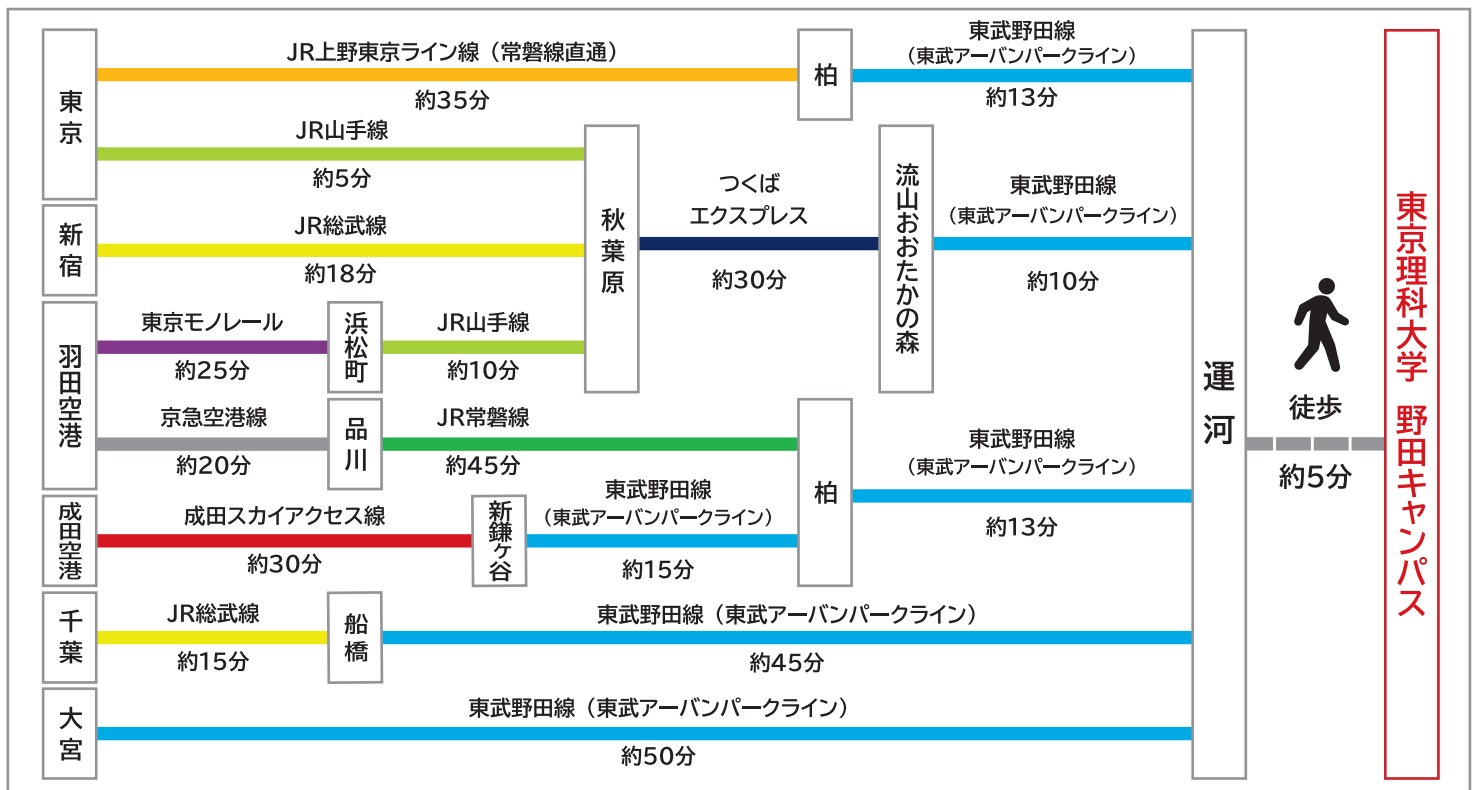 東京
JR上野東京ライン線（常磐線直通）
約35分
柏
東武野田線
（東武アーバンパークライン）
約13分
JR山手線
約5分
新宿
JR総武線
約18分
秋葉原
つくば
エクスプレス
約30分
流山おおたかの森
東武野田線
（東武アーバンパークライン）
約10分
羽田空港
東京モノレール
約25分
浜松町
JR山手線
約10分
京急空港線
約20分
品川
JR常磐線
約45分
柏
東武野田線
（東武アーバンパークライン）
約13分
成田空港
成田スカイアクセス線
約30分
新鎌ヶ谷
東武野田線
（東武アーバンパークライン）
約15分
千葉
JR総武線
約15分
船橋
東武野田線（東武アーバンパークライン）
約45分
大宮
東武野田線（東武アーバンパークライン）
約50分
運河
徒歩
約5分
東京理科大学 野田キャンパス